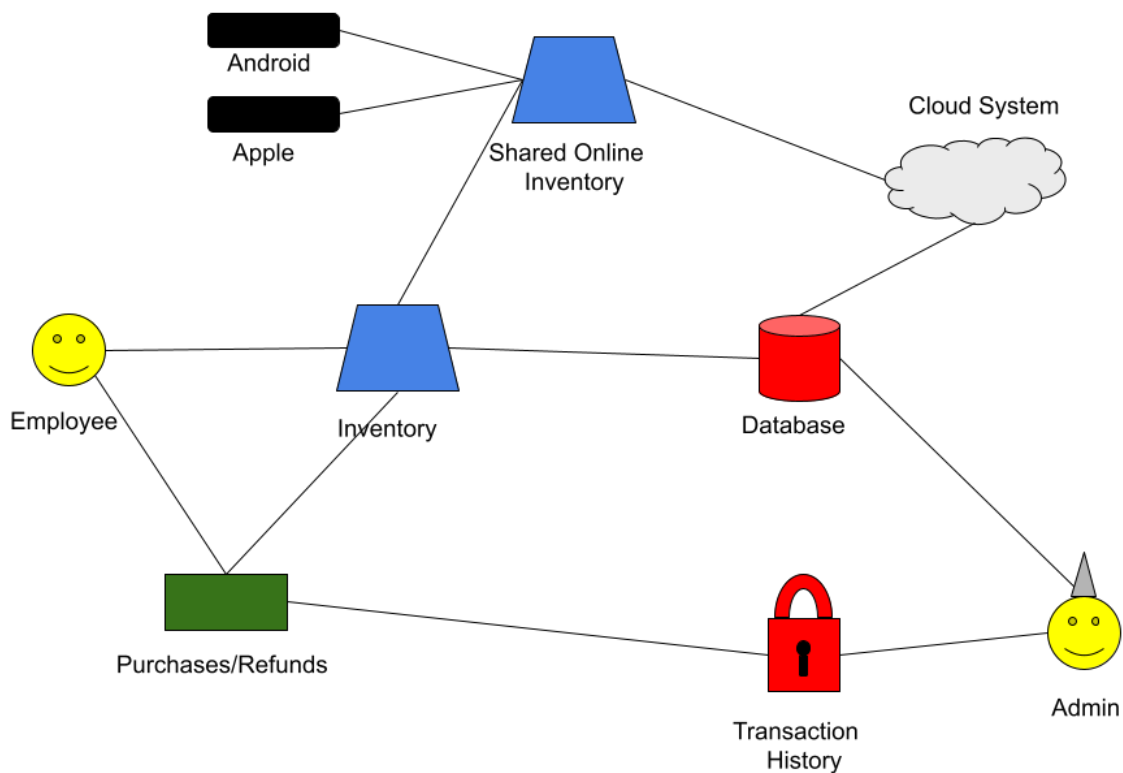 Android
Apple
Shared Online
Inventory
Cloud System
Employee
Inventory
Database
Purchases/Refunds
Transaction
History
Admin